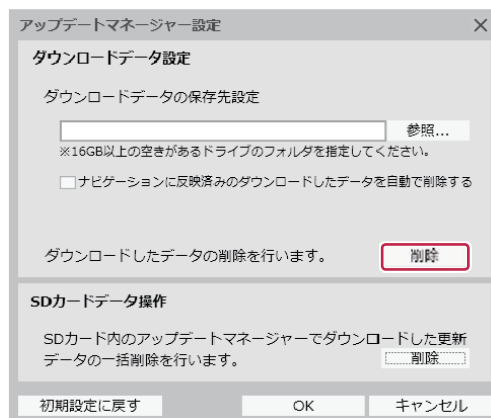 アップデートマネージャー設定
ダウンロードデータ設定
ダウンロードデータの保存先設定
参照...
※16GB以上の空きがあるドライブのフォルダを指定してください。
ナビゲーションに反映済みのダウンロードしたデータを自動で削除する
ダウンロードしたデータの削除を行います。 削除
SDカードデータ操作
SDカード内のアップデートマネージャーでダウンロードした更新
データの一括削除を行います。 削除
初期設定に戻す OK キャンセル